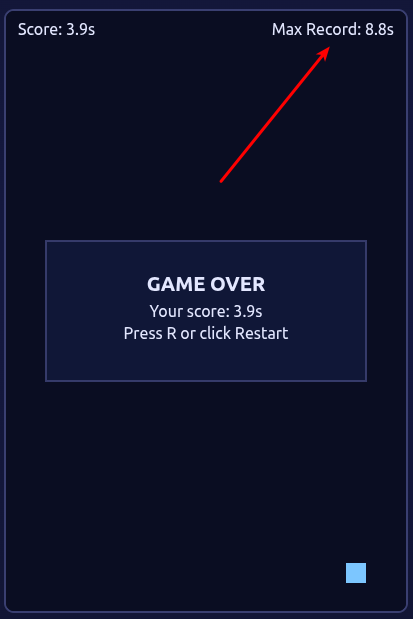 Score: 3.9s
Max Record: 8.8s
GAME OVER
Your score: 3.9s
Press R or click Restart